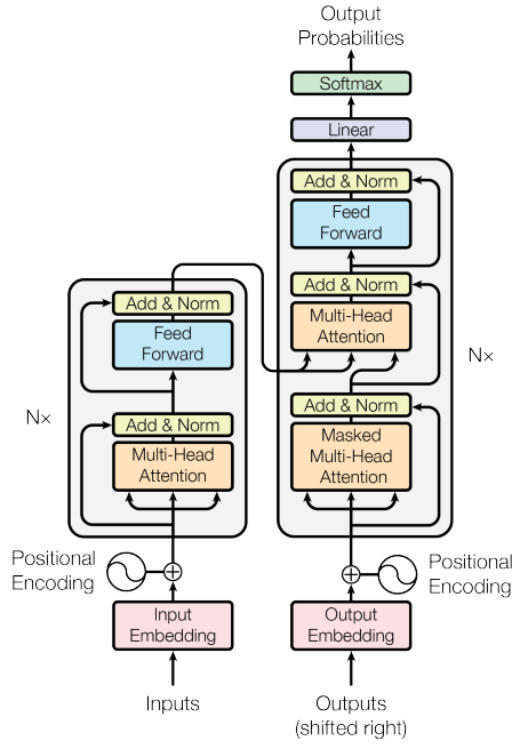 Output
Probabilities
Softmax
Linear
Add & Norm
Feed
Forward
Add & Norm
Multi-Head
Attention
Add & Norm
Masked
Multi-Head
Attention
Nx
Add & Norm
Feed
Forward
Add & Norm
Multi-Head
Attention
Nx
Positional
Encoding
Positional
Encoding
Input
Embedding
Output
Embedding
Inputs
Outputs
(shifted right)